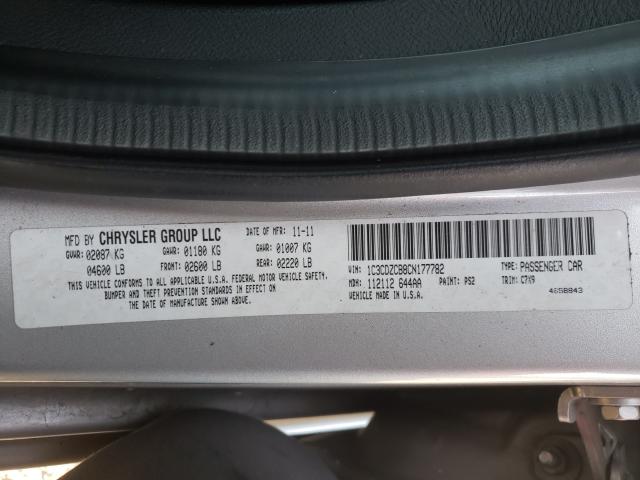 MFD BY CHRYSLER GROUP LLC DATE OF MFR 11-11
GVWR: 02087 KG GAWR: 01180 KG GAWR: 01007 KG
04600 LB FRONT: 02600 LB REAR: 02220 LB
THIS VEHICLE CONFORMS TO ALL APPLICABLE U.S.A. FEDERAL MOTOR VEHICLE SAFETY,
BUMPER AND THEFT PREVENTION STANDARDS IN EFFECT ON
THE DATE OF MANUFACTURE SHOWN ABOVE.
VIN: 1C3CDZCB8CN177782 TYPE: PASSENGER CAR
MDH: 112112 644AA PAINT: PS2 TRIM: C7X9
VEHICLE MADE IN U.S.A. 4658843